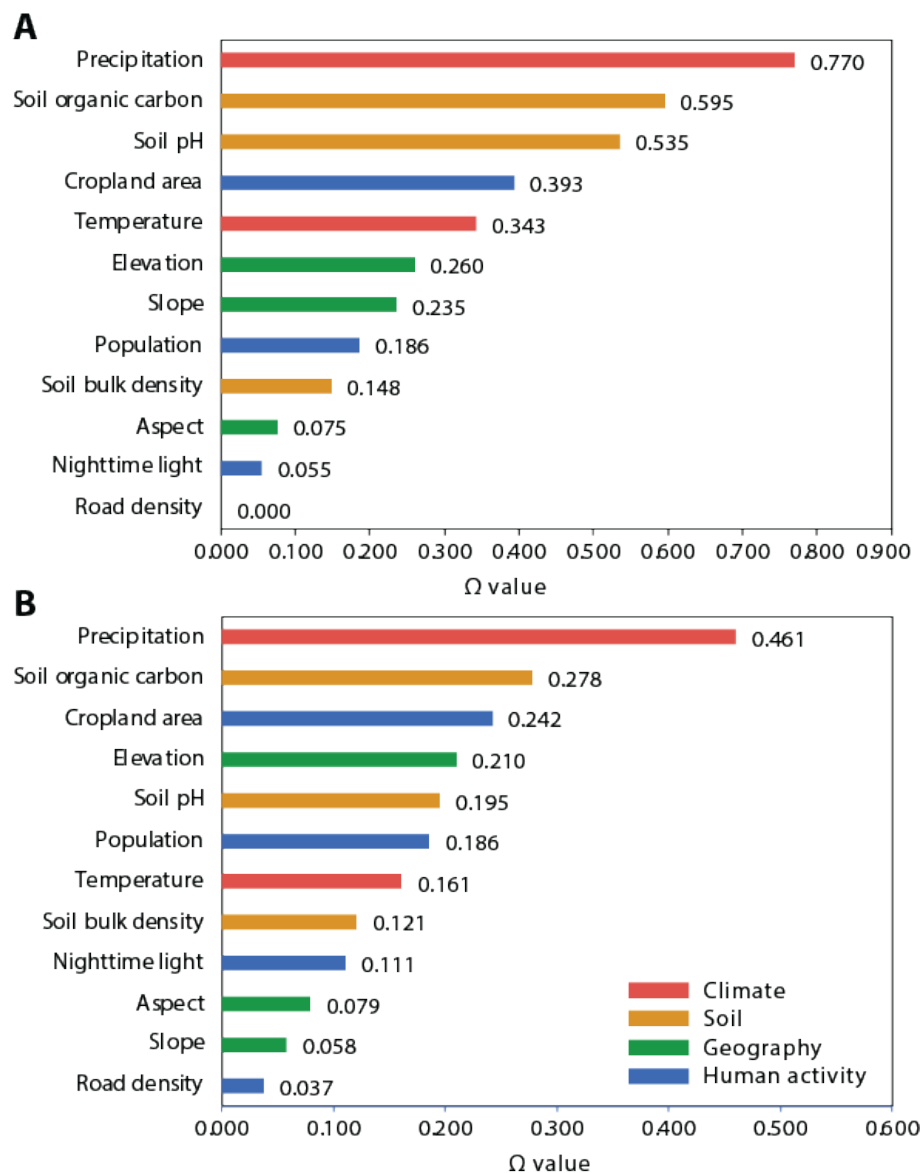 A
Precipitation 0.770
Soil organic carbon 0.595
Soil pH 0.535
Cropland area 0.393
Temperature 0.343
Elevation 0.260
Slope 0.235
Population 0.186
Soil bulk density 0.148
Aspect 0.075
Nighttime light 0.055
Road density 0.000
0.000 0.100 0.200 0.300 0.400 0.500 0.600 0.700 0.800 0.900
Ω value
B
Precipitation 0.461
Soil organic carbon 0.278
Cropland area 0.242
Elevation 0.210
Soil pH 0.195
Population 0.186
Temperature 0.161
Soil bulk density 0.121
Nighttime light 0.111
Aspect 0.079
Slope 0.058
Road density 0.037
Climate
Soil
Geography
Human activity
0.000 0.100 0.200 0.300 0.400 0.500 0.600
Ω value